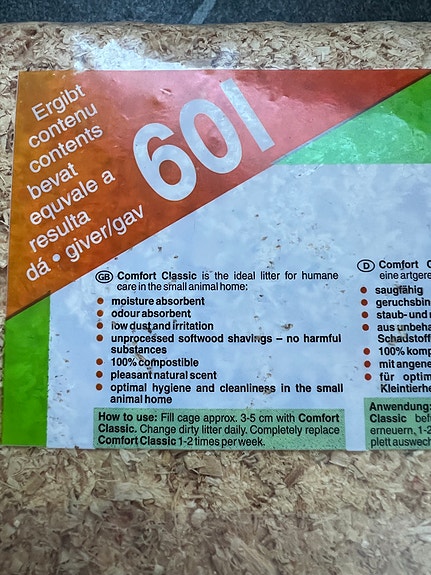 Ergibt
contenu
contents
bevat
equvale a
resulta
dá • giver/gav
60l
GB Comfort Classic is the ideal litter for humane
care in the small animal home:
• moisture absorbent
• odour absorbent
• low dust and irritation
• unprocessed softwood shavings – no harmful
substances
• 100% compostible
• pleasant natural scent
• optimal hygiene and cleanliness in the small
animal home
How to use: Fill cage approx. 3-5 cm with Comfort
Classic. Change dirty litter daily. Completely replace
Comfort Classic 1-2 times per week.
D Comfort C
eine artgere
• saugfähig
• geruchsbin
• staub- und
• aus unbeha
Schadstoff
• 100% komp
• mit angene
• für optim
Kleintierhe
Anwendung:
Classic bef
erneuern, 1-2
plett auswech